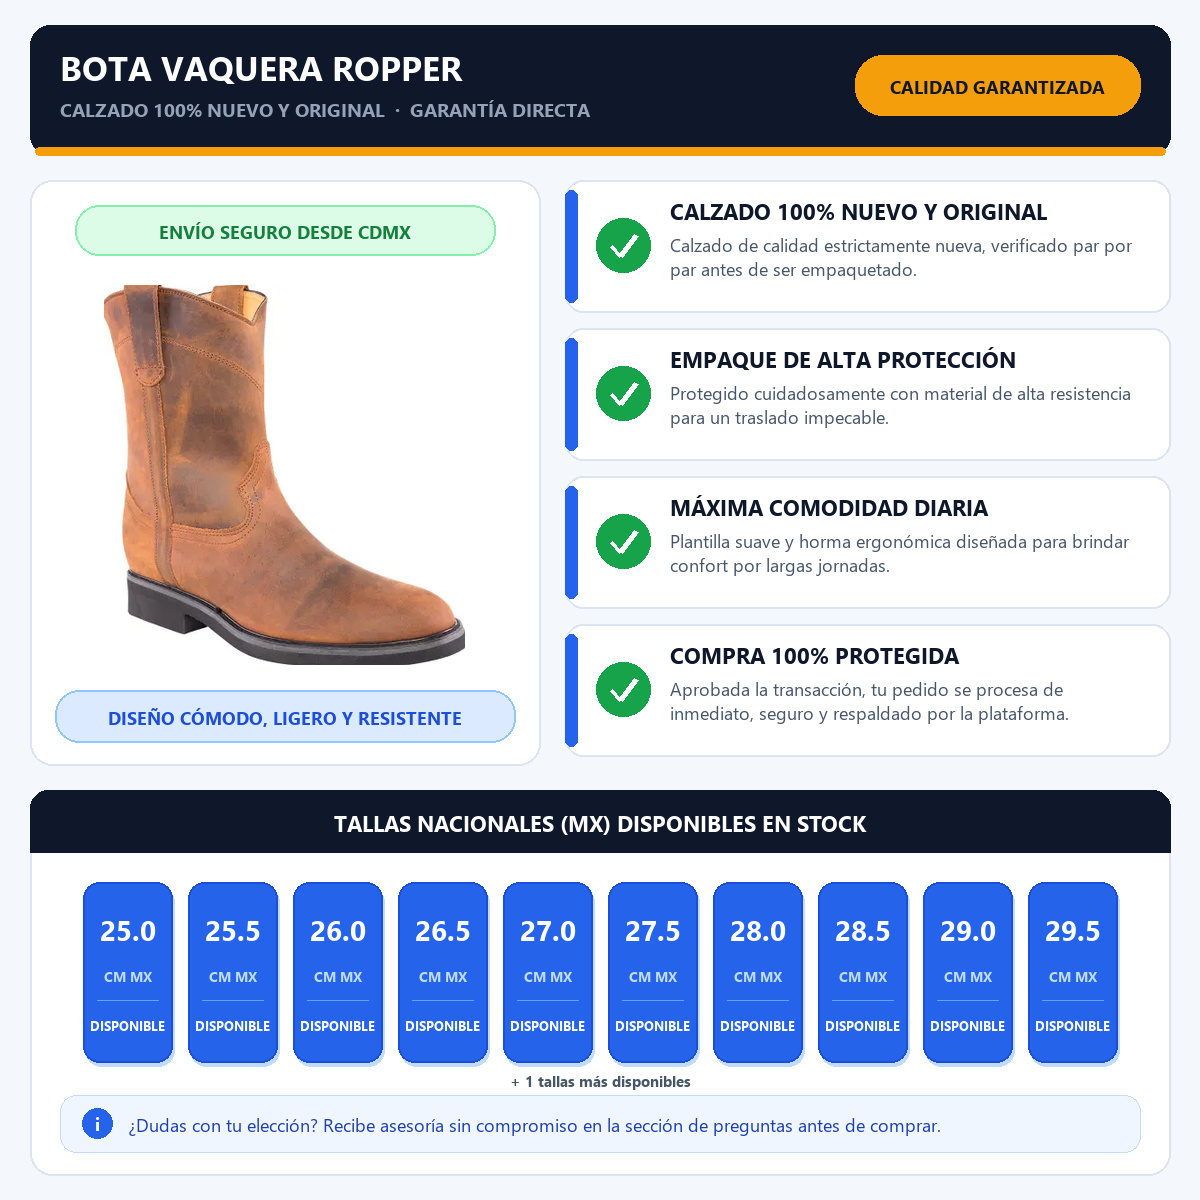 BOTA VAQUERA ROPPER
CALZADO 100% NUEVO Y ORIGINAL · GARANTÍA DIRECTA
CALIDAD GARANTIZADA
ENVÍO SEGURO DESDE CDMX
DISEÑO CÓMODO, LIGERO Y RESISTENTE
CALZADO 100% NUEVO Y ORIGINAL
Calzado de calidad estrictamente nueva, verificado par por
par antes de ser empaquetado.
EMPAQUE DE ALTA PROTECCIÓN
Protegido cuidadosamente con material de alta resistencia
para un traslado impecable.
MÁXIMA COMODIDAD DIARIA
Plantilla suave y horma ergonómica diseñada para brindar
confort por largas jornadas.
COMPRA 100% PROTEGIDA
Aprobada la transacción, tu pedido se procesa de
inmediato, seguro y respaldado por la plataforma.
TALLAS NACIONALES (MX) DISPONIBLES EN STOCK
25.0 25.5 26.0 26.5 27.0 27.5 28.0 28.5 29.0 29.5
CM MX CM MX CM MX CM MX CM MX CM MX CM MX CM MX CM MX CM MX
DISPONIBLE DISPONIBLE DISPONIBLE DISPONIBLE DISPONIBLE DISPONIBLE DISPONIBLE DISPONIBLE DISPONIBLE DISPONIBLE
+ 1 tallas más disponibles
i ¿Dudas con tu elección? Recibe asesoría sin compromiso en la sección de preguntas antes de comprar.